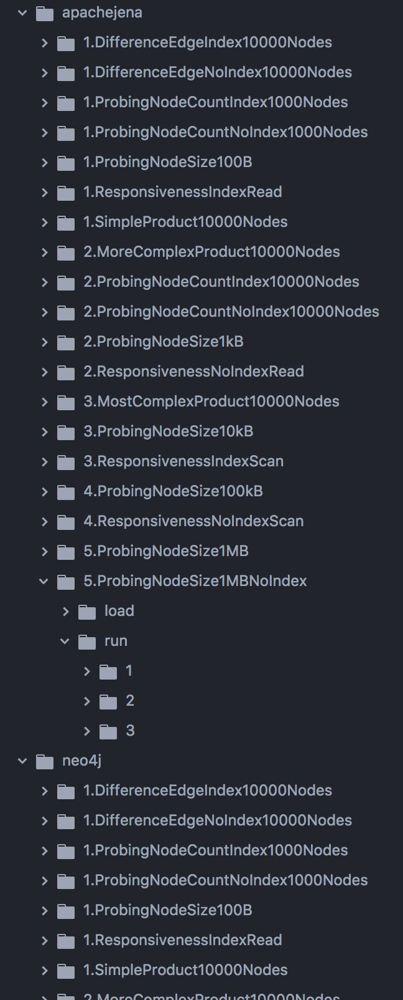 apachejena
1.DifferenceEdgeIndex10000Nodes
1.DifferenceEdgeNoIndex10000Nodes
1.ProbingNodeCountIndex1000Nodes
1.ProbingNodeCountNoIndex1000Nodes
1.ProbingNodeSize100B
1.ResponsivenessIndexRead
1.SimpleProduct10000Nodes
2.MoreComplexProduct10000Nodes
2.ProbingNodeCountIndex10000Nodes
2.ProbingNodeCountNoIndex10000Nodes
2.ProbingNodeSize1kB
2.ResponsivenessNoIndexRead
3.MostComplexProduct10000Nodes
3.ProbingNodeSize10kB
3.ResponsivenessIndexScan
4.ProbingNodeSize100kB
4.ResponsivenessNoIndexScan
5.ProbingNodeSize1MB
5.ProbingNodeSize1MBNoIndex
load
run
1
2
3
neo4j
1.DifferenceEdgeIndex10000Nodes
1.DifferenceEdgeNoIndex10000Nodes
1.ProbingNodeCountIndex1000Nodes
1.ProbingNodeCountNoIndex1000Nodes
1.ProbingNodeSize100B
1.ResponsivenessIndexRead
1.SimpleProduct10000Nodes
2.MoreComplexProduct10000Nodes